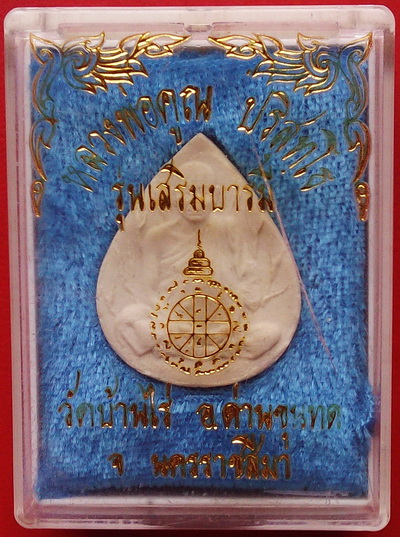 หลวงพ่อคูณ ปริสุทฺโธ
รุ่นเสริมบารมี
วัดบ้านไร่ อ.ด่านขุนทด
จ นครราชสีมา